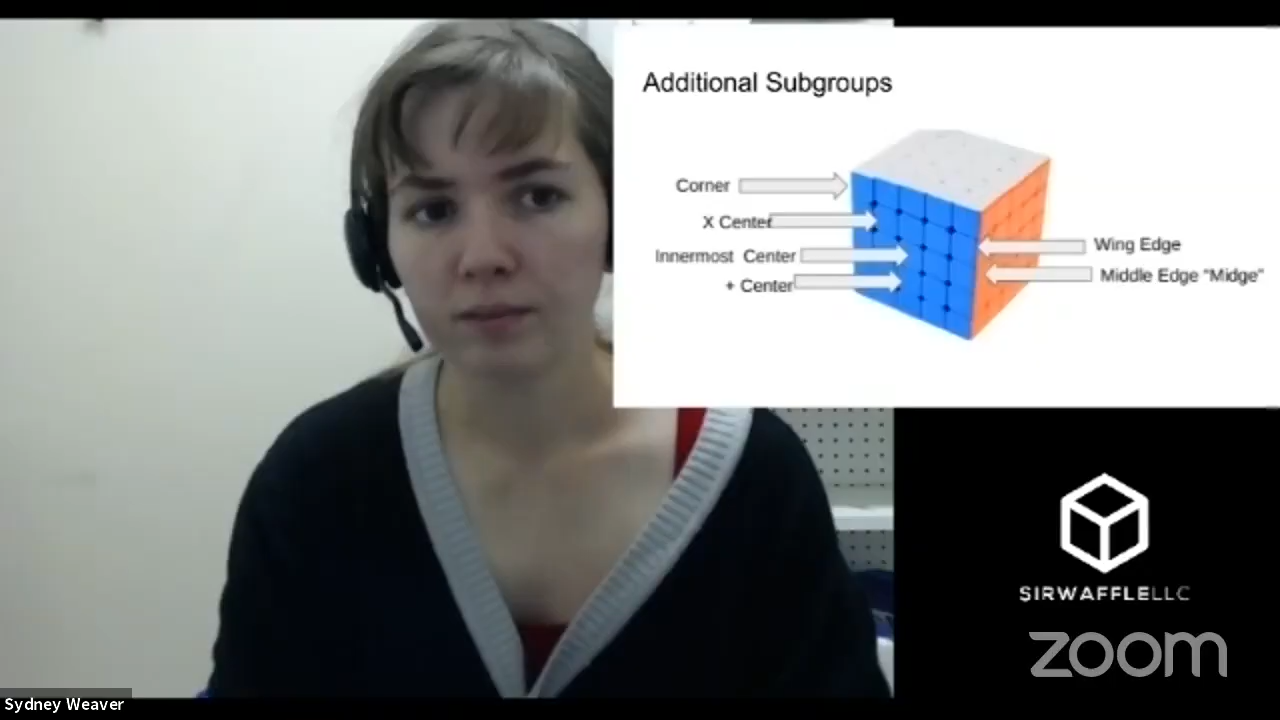 Additional Subgroups
Corner
X Center
Innermost Center
+ Center
Wing Edge
Middle Edge "Midge"
SIRWAFFLELLC
zoom
Sydney Weaver